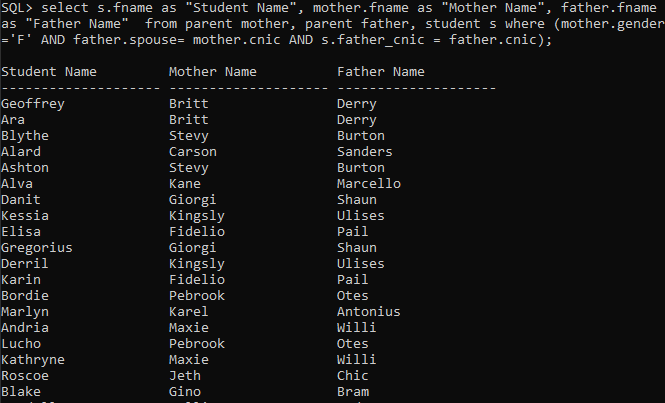 SQL> select s.fname as "Student Name", mother.fname as "Mother Name", father.fname
as "Father Name"  from parent mother, parent father, student s where (mother.gender
='F' AND father.spouse= mother.cnic AND s.father_cnic = father.cnic);
Student Name         Mother Name          Father Name
-------------------- -------------------- --------------------
Geoffrey             Britt                Derry
Ara                  Britt                Derry
Blythe               Stevy                Burton
Alard                Carson               Sanders
Ashton               Stevy                Burton
Alva                 Kane                 Marcello
Danit                Giorgi               Shaun
Kessia               Kingsly              Ulises
Elisa                Fidelio              Pail
Gregorius            Giorgi               Shaun
Derril               Kingsly              Ulises
Karin                Fidelio              Pail
Bordie               Pebrook              Otes
Marlyn               Karel                Antonius
Andria               Maxie                Willi
Lucho                Pebrook              Otes
Kathryne             Maxie                Willi
Roscoe               Jeth                 Chic
Blake                Gino                 Bram